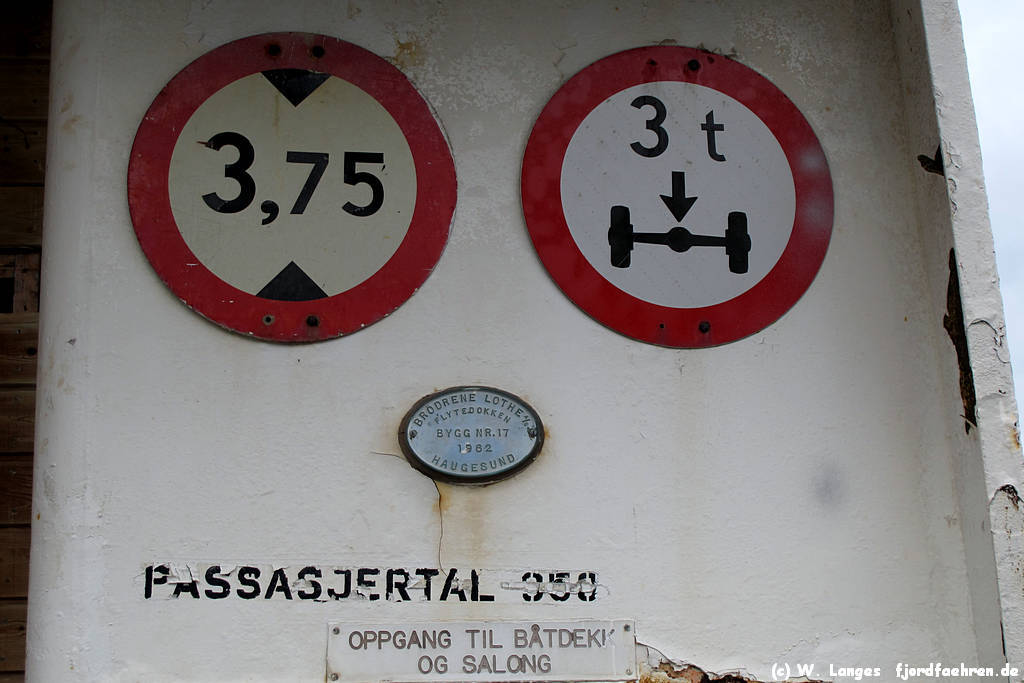 3,75
3 t
BRÖDRENE LOTHE A/S
FLYTEDOKKEN
BYGG NR. 17
1962
HAUGESUND
PASSASJERTAL
OPPGANG TIL BÅTDEKK
OG SALONG
(c) W. Langes fjordfaehren.de